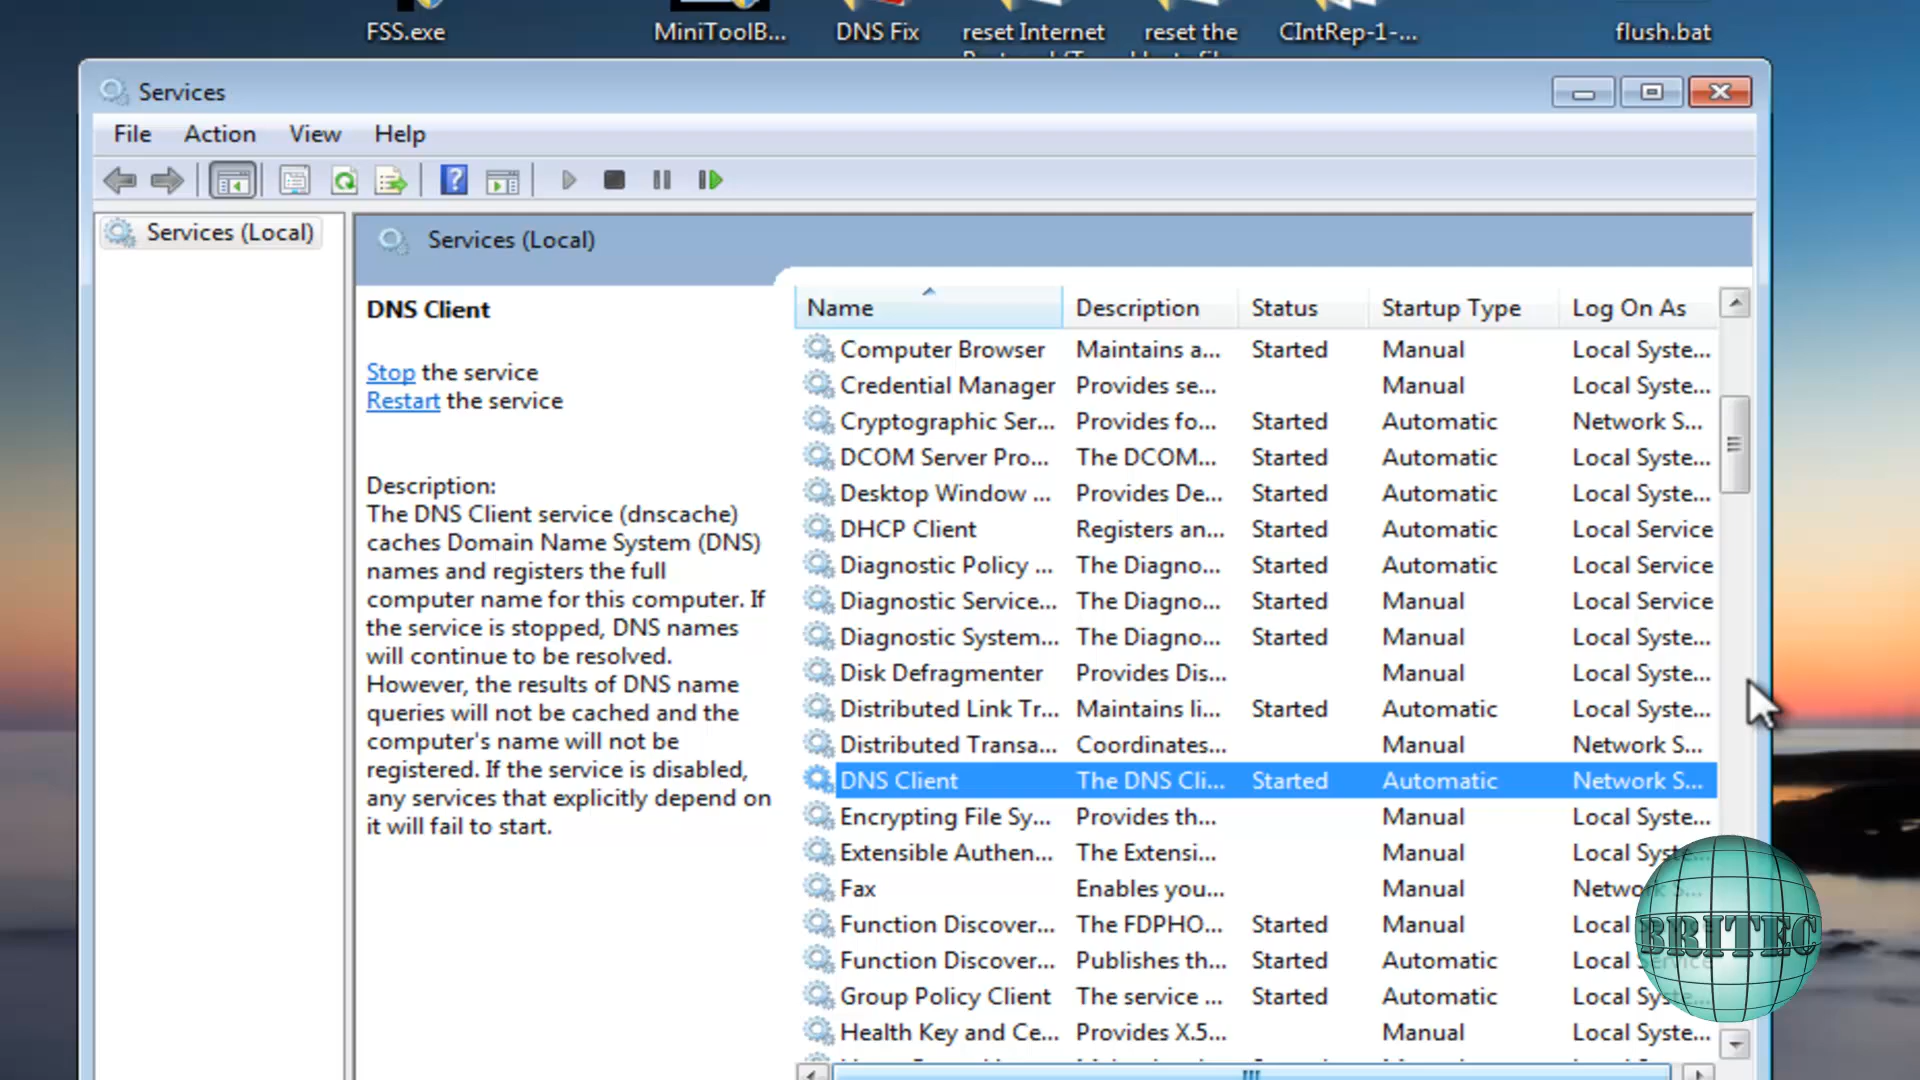 FSS.exe
MiniToolB...
DNS Fix
reset Internet
reset the
CIntRep-1-...
flush.bat
Services
File Action View Help
Services (Local)
Services (Local)
DNS Client
Stop the service
Restart the service
Description:
The DNS Client service (dnscache)
caches Domain Name System (DNS)
names and registers the full
computer name for this computer. If
the service is stopped, DNS names
will continue to be resolved.
However, the results of DNS name
queries will not be cached and the
computer's name will not be
registered. If the service is disabled,
any services that explicitly depend on
it will fail to start.
Name Description Status Startup Type Log On As
Computer Browser Maintains a... Started Manual Local Syste...
Credential Manager Provides se... Manual Local Syste...
Cryptographic Ser... Provides fo... Started Automatic Network S...
DCOM Server Pro... The DCOM... Started Automatic Local Syste...
Desktop Window ... Provides De... Started Automatic Local Syste...
DHCP Client Registers an... Started Automatic Local Service
Diagnostic Policy ... The Diagno... Started Automatic Local Service
Diagnostic Service... The Diagno... Started Manual Local Service
Diagnostic System... The Diagno... Started Manual Local Syste...
Disk Defragmenter Provides Dis... Manual Local Syste...
Distributed Link Tr... Maintains li... Started Automatic Local Syste...
Distributed Transa... Coordinates... Manual Network S...
DNS Client The DNS Cli... Started Automatic Network S...
Encrypting File Sy... Provides th... Manual Local Syste...
Extensible Authen... The Extensi... Manual Local Syste...
Fax Enables you... Manual Network S...
Function Discover... The FDPHO... Started Manual Local
Function Discover... Publishes th... Started Automatic Local Service
Group Policy Client The service ... Started Automatic Local Syste...
Health Key and Ce... Provides X.5... Manual Local Syste...
BRITEC